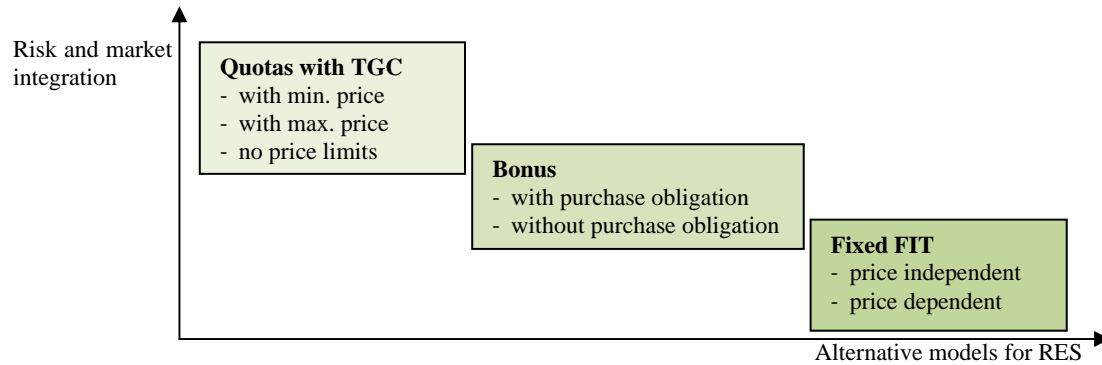 Risk and market
integration
Quotas with TGC
- with min. price
- with max. price
- no price limits
Bonus
- with purchase obligation
- without purchase obligation
Fixed FIT
- price independent
- price dependent
Alternative models for RES